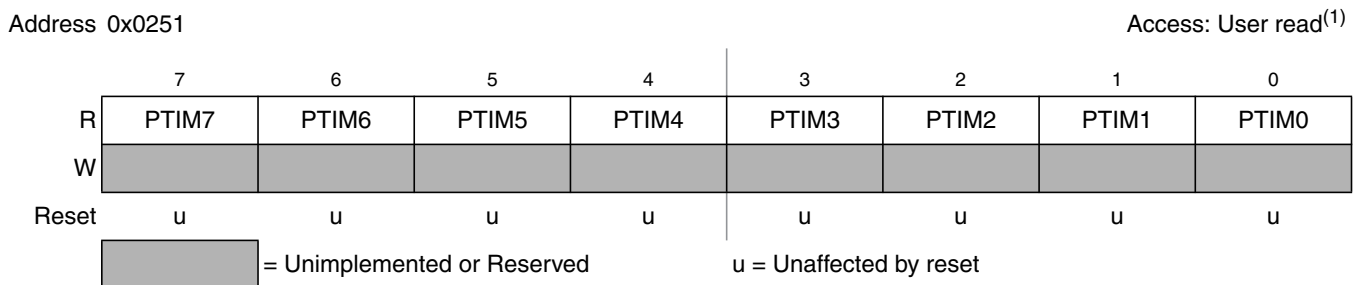 Address 0x0251 Access: User read(1)
7 6 5 4 3 2 1 0
R PTIM7 PTIM6 PTIM5 PTIM4 PTIM3 PTIM2 PTIM1 PTIM0
W
Reset u u u u u u u u
= Unimplemented or Reserved u = Unaffected by reset